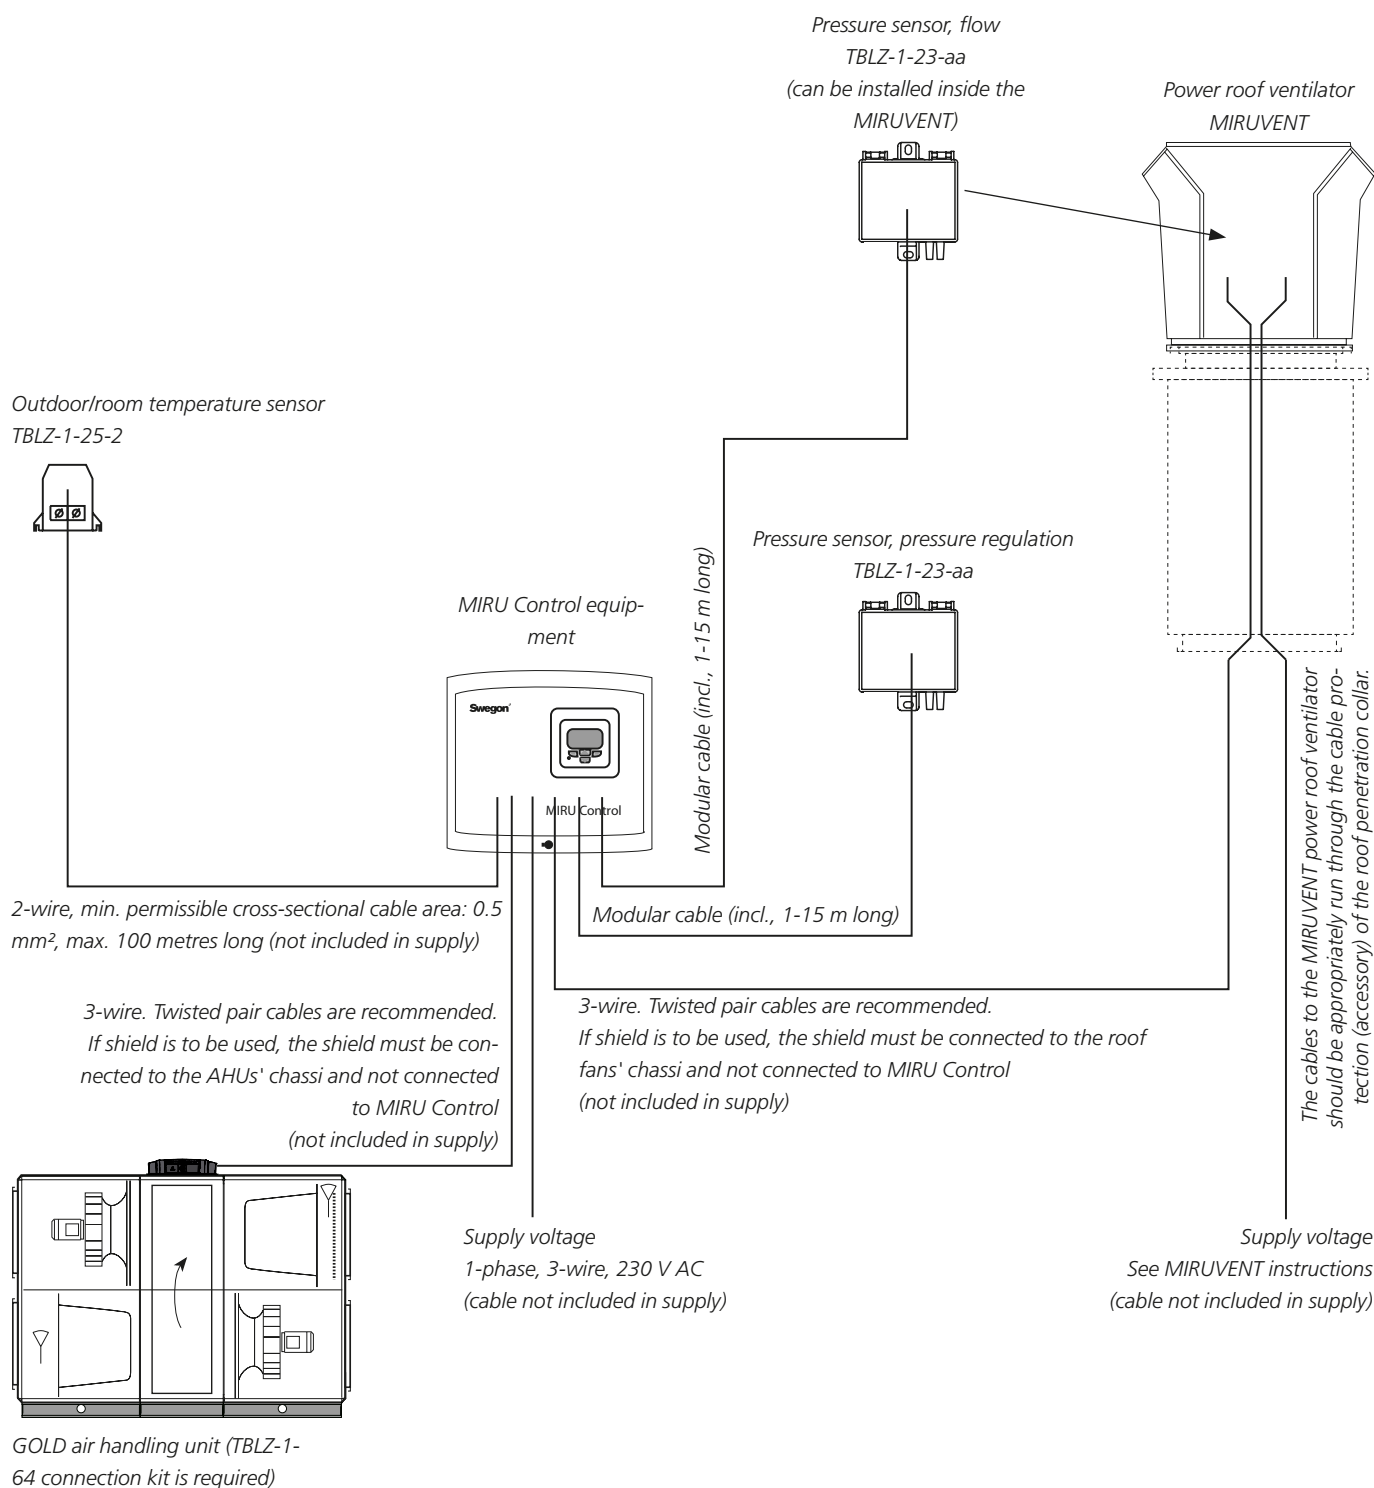 Pressure sensor, flow
TBLZ-1-23-aa
(can be installed inside the
MIRUVENT)
Power roof ventilator
MIRUVENT
Outdoor/room temperature sensor
TBLZ-1-25-2
Pressure sensor, pressure regulation
TBLZ-1-23-aa
MIRU Control equip-
ment
Swegon
MIRU Control
Modular cable (incl., 1-15 m long)
Modular cable (incl., 1-15 m long)
2-wire, min. permissible cross-sectional cable area: 0.5
mm², max. 100 metres long (not included in supply)
3-wire. Twisted pair cables are recommended.
If shield is to be used, the shield must be con-
nected to the AHUs' chassi and not connected
to MIRU Control
(not included in supply)
3-wire. Twisted pair cables are recommended.
If shield is to be used, the shield must be connected to the roof
fans' chassi and not connected to MIRU Control
(not included in supply)
The cables to the MIRUVENT power roof ventilator
should be appropriately run through the cable pro-
tection (accessory) of the roof penetration collar.
Supply voltage
1-phase, 3-wire, 230 V AC
(cable not included in supply)
Supply voltage
See MIRUVENT instructions
(cable not included in supply)
GOLD air handling unit (TBLZ-1-
64 connection kit is required)